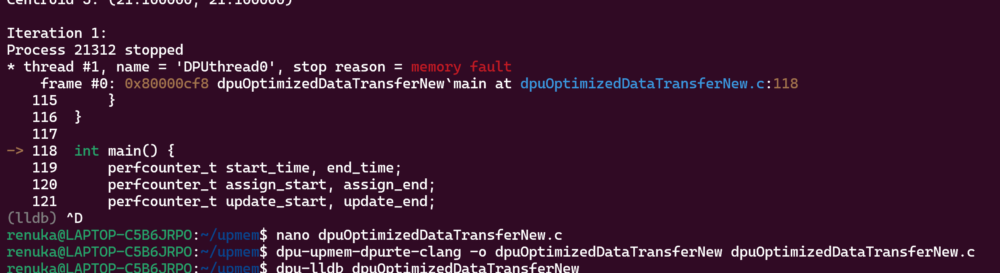 Centroid 3: (21.100000, 21.100000)
Iteration 1:
Process 21312 stopped
* thread #1, name = 'DPUthread0', stop reason = memory fault
    frame #0: 0x80000cf8 dpuOptimizedDataTransferNew`main at dpuOptimizedDataTransferNew.c:118
   115      }
   116  }
   117
-> 118  int main() {
   119      perfcounter_t start_time, end_time;
   120      perfcounter_t assign_start, assign_end;
   121      perfcounter_t update_start, update_end;
(lldb) ^D
renuka@LAPTOP-C5B6JRPO:~/upmem$ nano dpuOptimizedDataTransferNew.c
renuka@LAPTOP-C5B6JRPO:~/upmem$ dpu-upmem-dpurte-clang -o dpuOptimizedDataTransferNew dpuOptimizedDataTransferNew.c
renuka@LAPTOP-C5B6JRPO:~/upmem$ dpu-lldb dpuOptimizedDataTransferNew